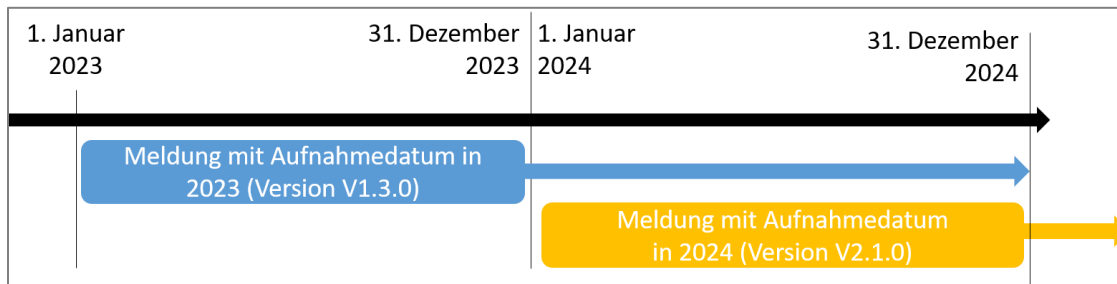 1. Januar
2023
31. Dezember
2023
1. Januar
2024
31. Dezember
2024
Meldung mit Aufnahmedatum in
2023 (Version V1.3.0)
Meldung mit Aufnahmedatum
in 2024 (Version V2.1.0)